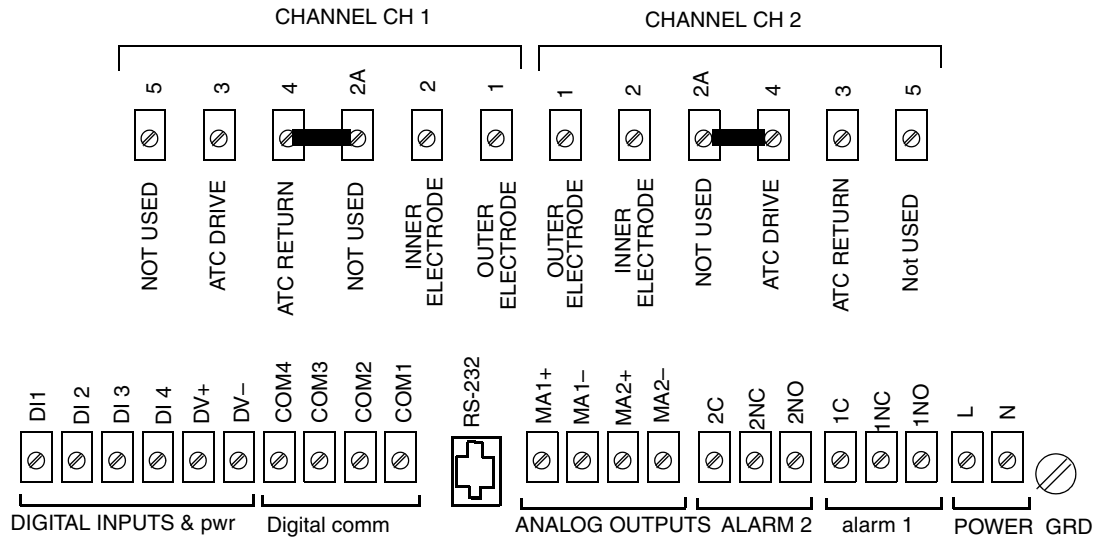 CHANNEL CH 1
CHANNEL CH 2
5
3
4
2A
2
1
1
2
2A
4
3
5
NOT USED
ATC DRIVE
ATC RETURN
NOT USED
INNER
ELECTRODE
OUTER
ELECTRODE
OUTER
ELECTRODE
INNER
ELECTRODE
NOT USED
ATC DRIVE
ATC RETURN
Not USED
DI1
DI 2
DI 3
DI 4
DV+
DV–
COM4
COM3
COM2
COM1
RS-232
MA1+
MA1–
MA2+
MA2–
2C
2NC
2NO
1C
1NC
1NO
L
N
DIGITAL INPUTS & pwr
Digital comm
ANALOG OUTPUTS
ALARM 2
alarm 1
POWER
GRD